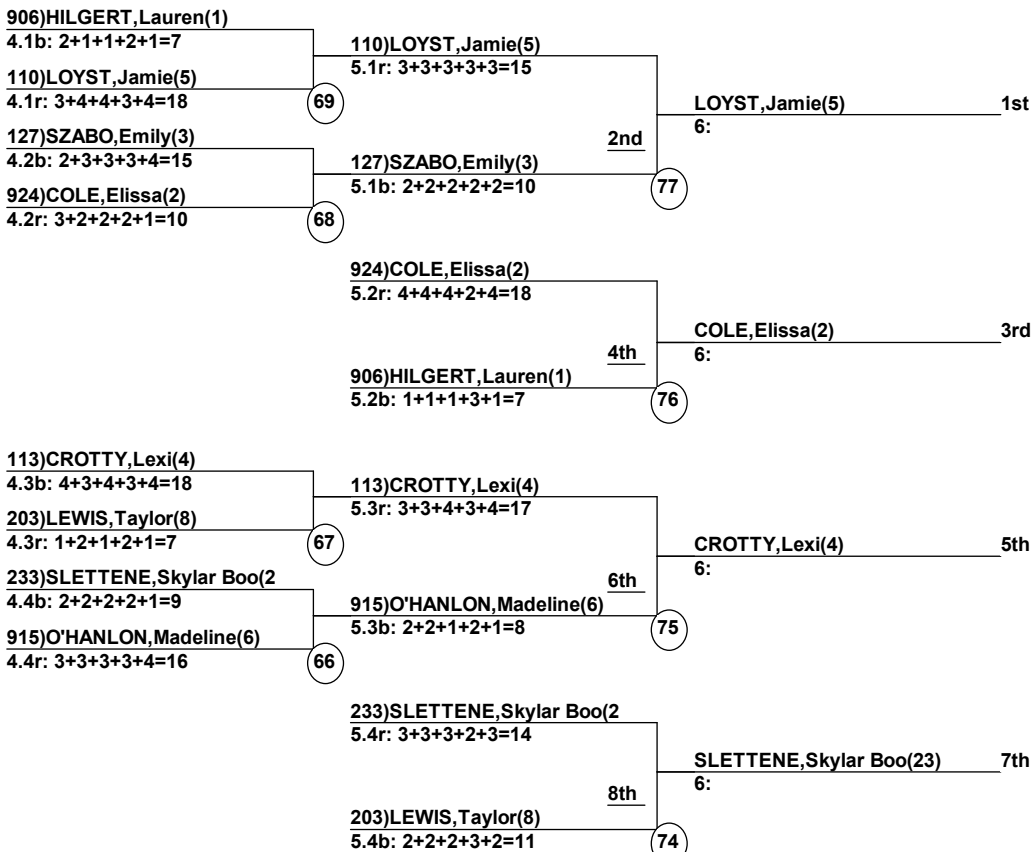 906)HILGERT,Lauren(1)
4.1b: 2+1+1+2+1=7
110)LOYST,Jamie(5)
4.1r: 3+4+4+3+4=18
69
127)SZABO,Emily(3)
4.2b: 2+3+3+3+4=15
924)COLE,Elissa(2)
4.2r: 3+2+2+2+1=10
68
110)LOYST,Jamie(5)
5.1r: 3+3+3+3+3=15
127)SZABO,Emily(3)
5.1b: 2+2+2+2+2=10
2nd
77
LOYST,Jamie(5) 1st
6:
924)COLE,Elissa(2)
5.2r: 4+4+4+2+4=18
906)HILGERT,Lauren(1)
5.2b: 1+1+1+3+1=7
4th
76
COLE,Elissa(2) 3rd
6:
113)CROTTY,Lexi(4)
4.3b: 4+3+4+3+4=18
203)LEWIS,Taylor(8)
4.3r: 1+2+1+2+1=7
67
233)SLETTENE,Skylar Boo(2
4.4b: 2+2+2+2+1=9
915)O'HANLON,Madeline(6)
4.4r: 3+3+3+3+4=16
66
113)CROTTY,Lexi(4)
5.3r: 3+3+4+3+4=17
915)O'HANLON,Madeline(6)
5.3b: 2+2+1+2+1=8
6th
75
CROTTY,Lexi(4) 5th
6:
233)SLETTENE,Skylar Boo(2
5.4r: 3+3+3+2+3=14
203)LEWIS,Taylor(8)
5.4b: 2+2+2+3+2=11
8th
74
SLETTENE,Skylar Boo(23) 7th
6: